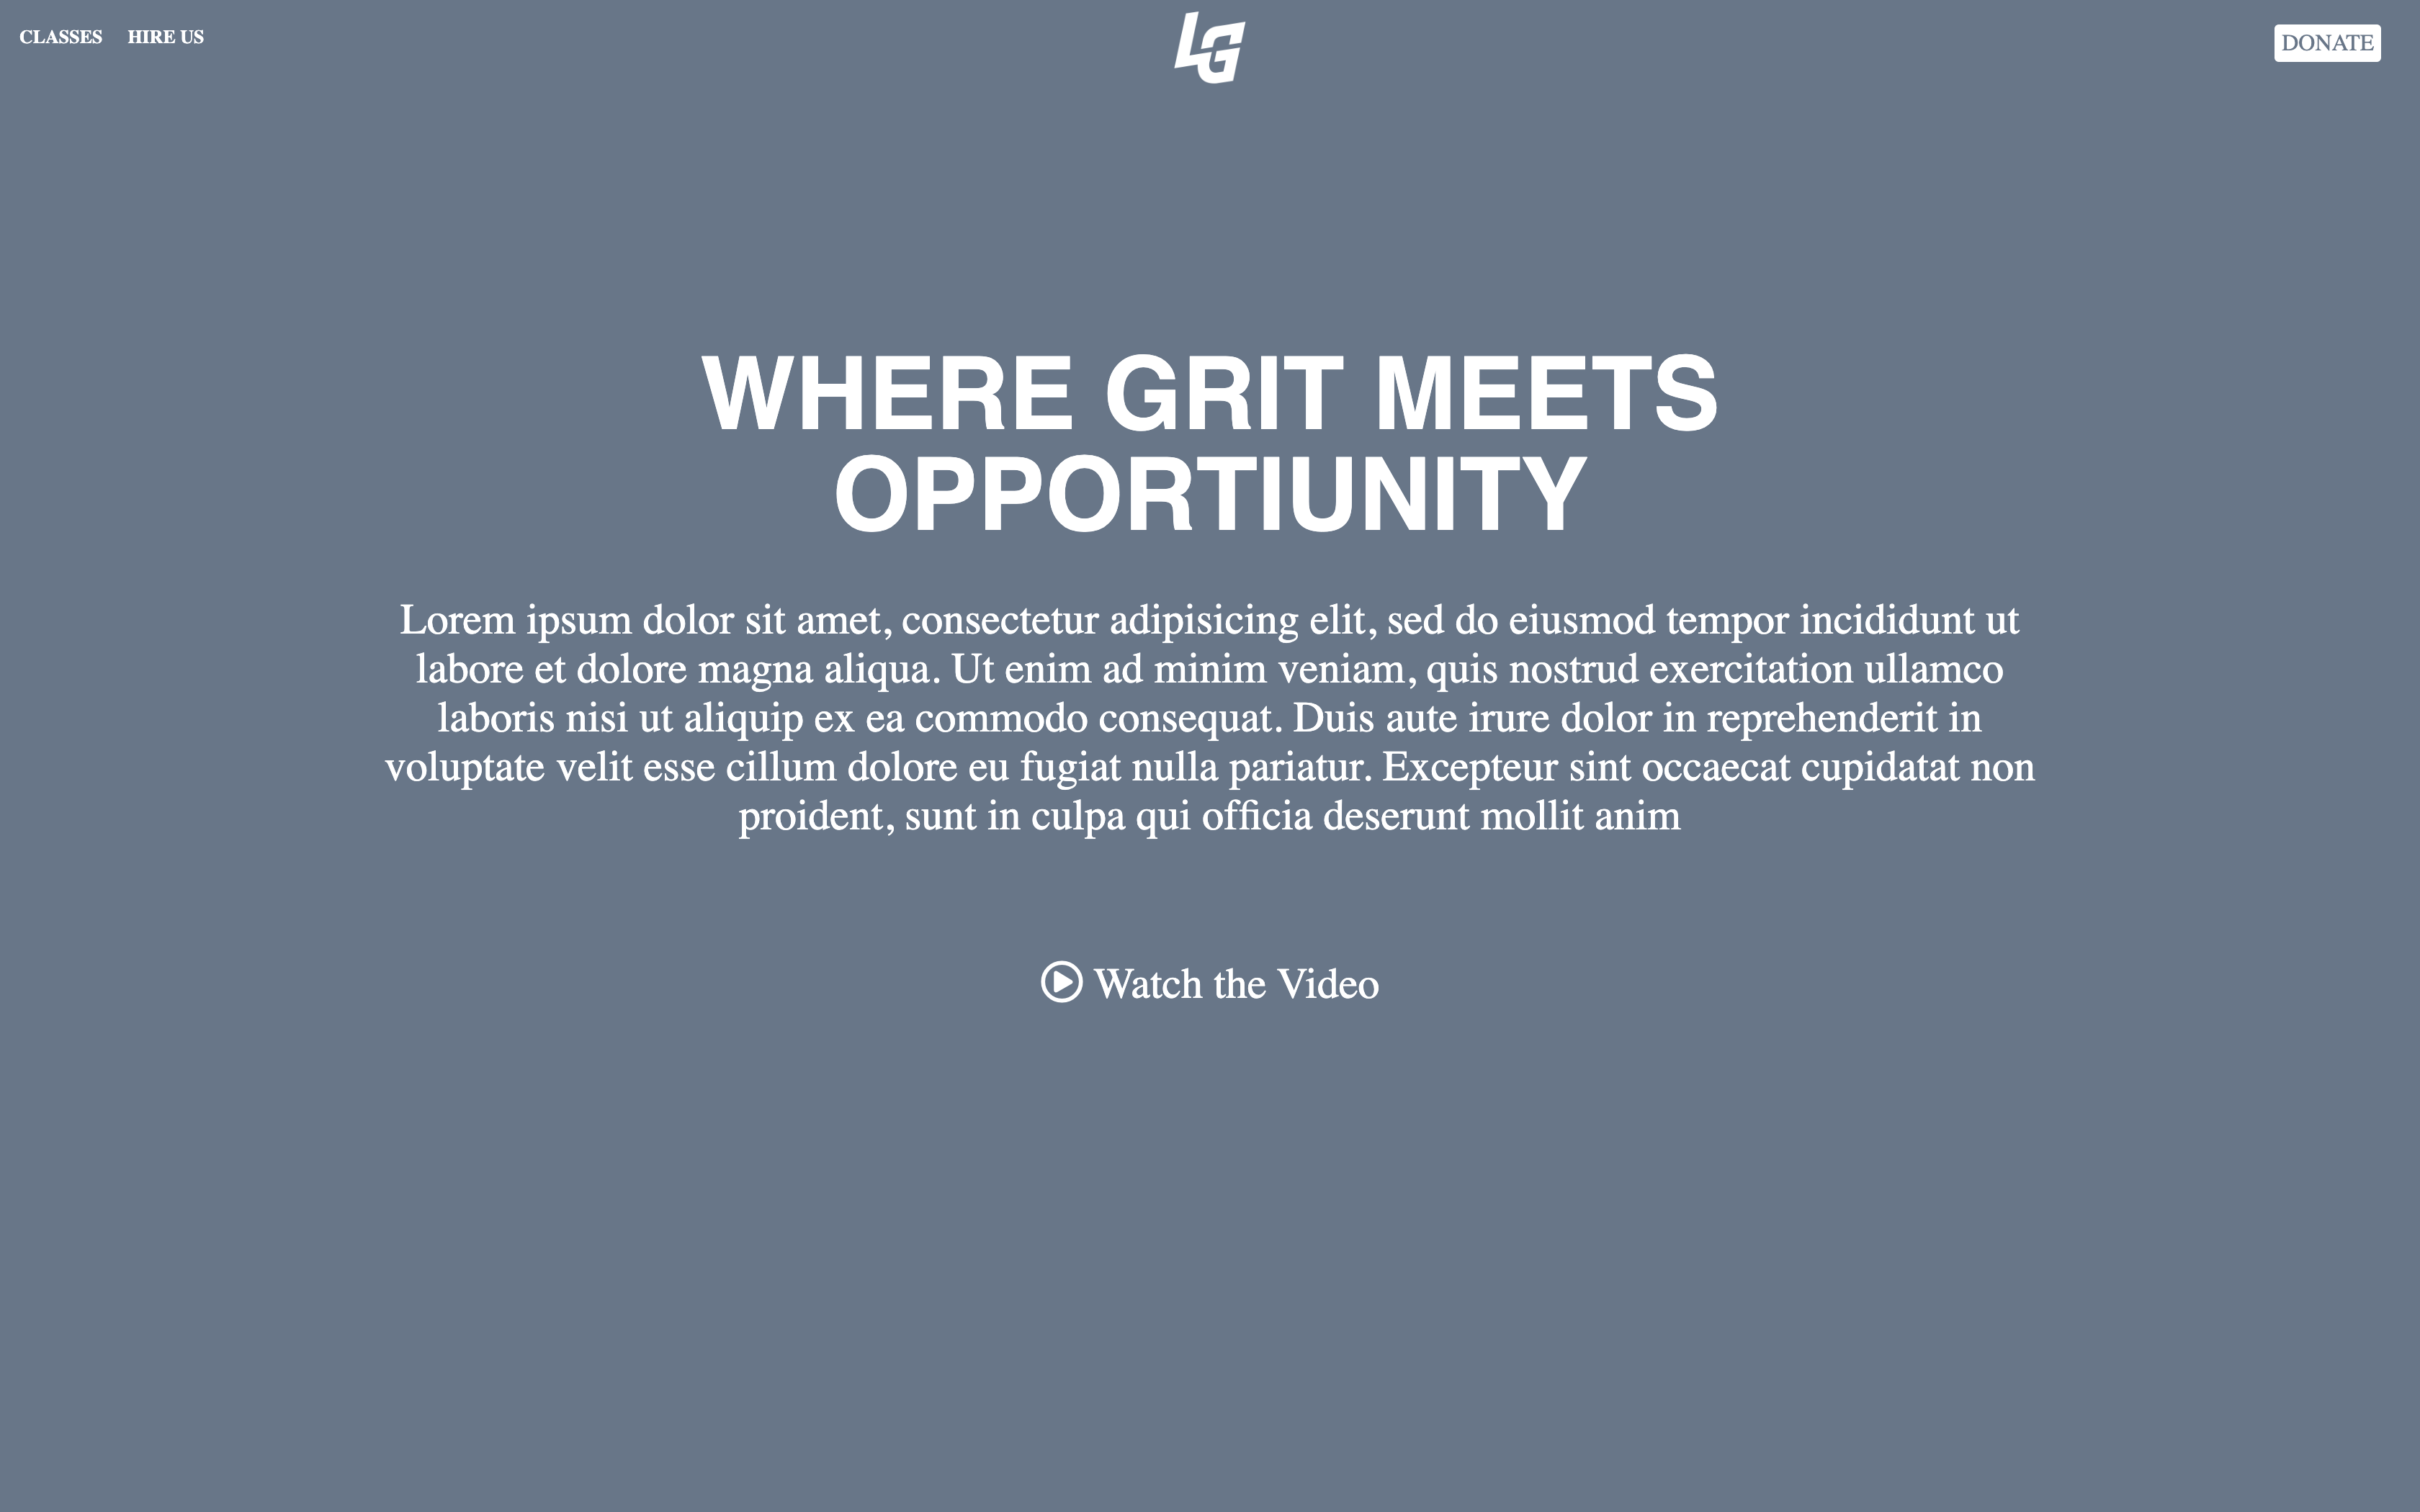 CLASSES HIRE US
LG
DONATE
WHERE GRIT MEETS
OPPORTIUNITY
Lorem ipsum dolor sit amet, consectetur adipisicing elit, sed do eiusmod tempor incididunt ut
labore et dolore magna aliqua. Ut enim ad minim veniam, quis nostrud exercitation ullamco
laboris nisi ut aliquip ex ea commodo consequat. Duis aute irure dolor in reprehenderit in
voluptate velit esse cillum dolore eu fugiat nulla pariatur. Excepteur sint occaecat cupidatat non
proident, sunt in culpa qui officia deserunt mollit anim
Watch the Video